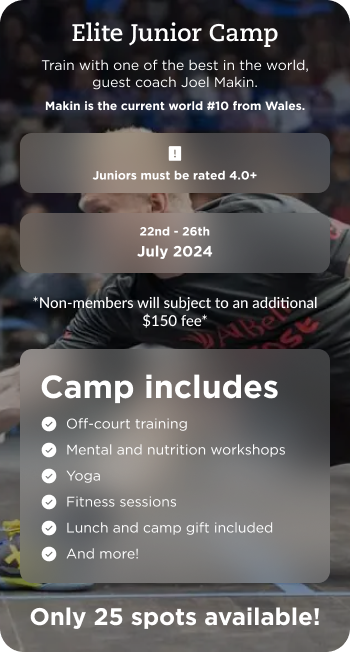 Elite Junior Camp
Train with one of the best in the world,
guest coach Joel Makin.
Makin is the current world #10 from Wales.
!
Juniors must be rated 4.0+
22nd - 26th
July 2024
*Non-members will subject to an additional
$150 fee*
Camp includes
Off-court training
Mental and nutrition workshops
Yoga
Fitness sessions
Lunch and camp gift included
And more!
Only 25 spots available!